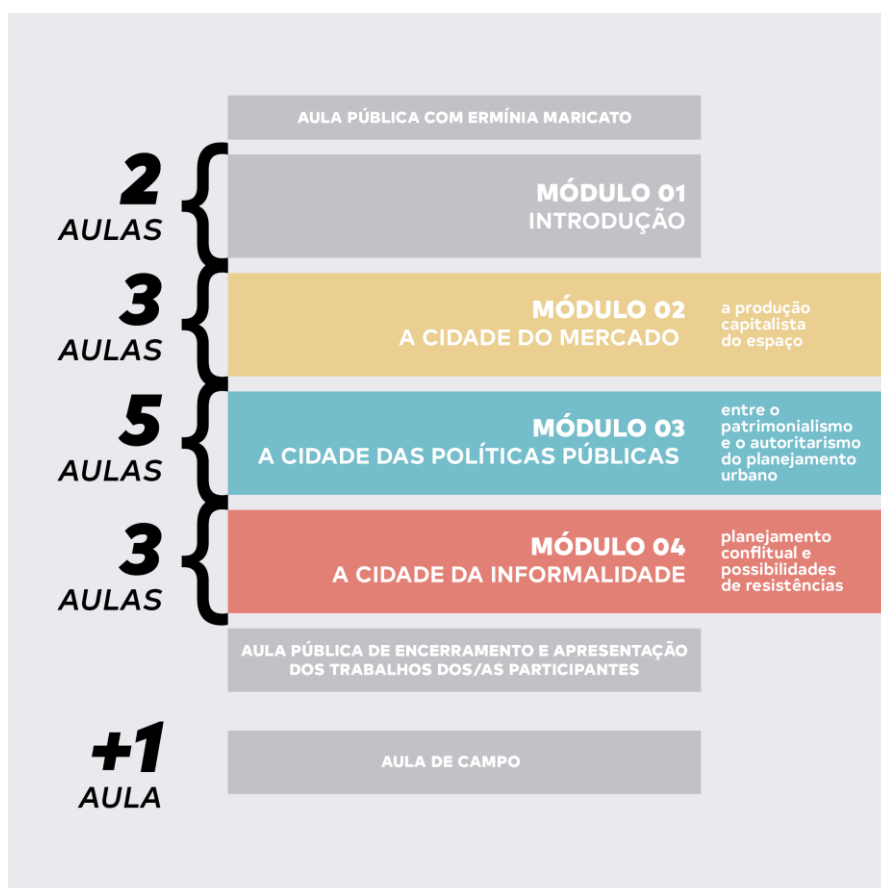 AULA PÚBLICA COM ERMÍNIA MARICATO
2
AULAS
MÓDULO 01
INTRODUÇÃO
3
AULAS
MÓDULO 02
A CIDADE DO MERCADO
a produção
capitalista
do espaço
5
AULAS
MÓDULO 03
A CIDADE DAS POLÍTICAS PÚBLICAS
entre o
patrimonialismo
e o autoritarismo
do planejamento
urbano
3
AULAS
MÓDULO 04
A CIDADE DA INFORMALIDADE
planejamento
conflitual e
possibilidades
de resistências
AULA PÚBLICA DE ENCERRAMENTO E APRESENTAÇÃO
DOS TRABALHOS DOS/AS PARTICIPANTES
+1
AULA
AULA DE CAMPO